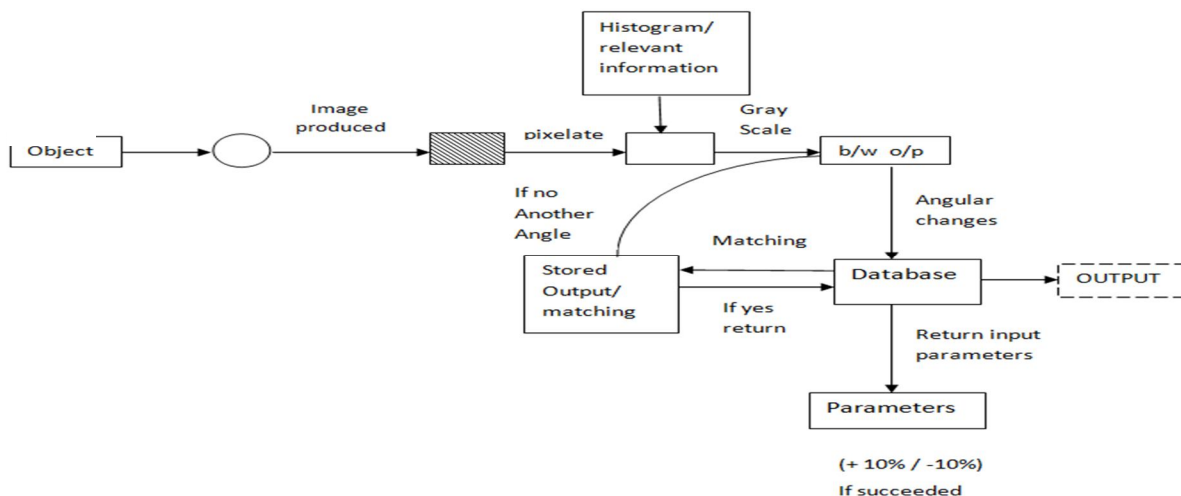 Histogram/
relevant
information
Image
produced
Gray
Scale
Object
pixelate
b/w o/p
If no
Another
Angle
Angular
changes
Matching
Stored
Output/
matching
Database
OUTPUT
If yes
return
Return input
parameters
Parameters
(+ 10% / -10%)
If succeeded